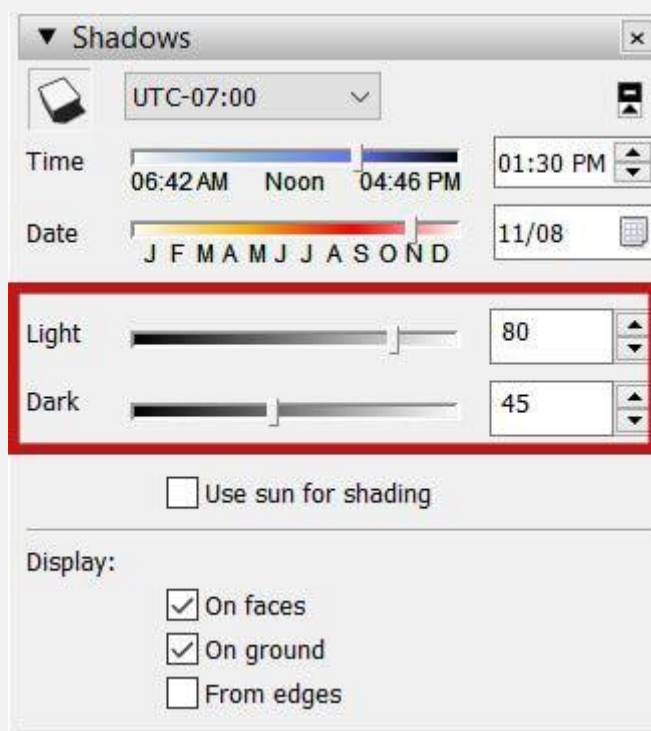 ▼ Shadows
UTC-07:00
Time 01:30 PM
06:42 AM Noon 04:46 PM
Date 11/08
J F M A M J J A S O N D
Light 80
Dark 45
Use sun for shading
Display:
On faces
On ground
From edges